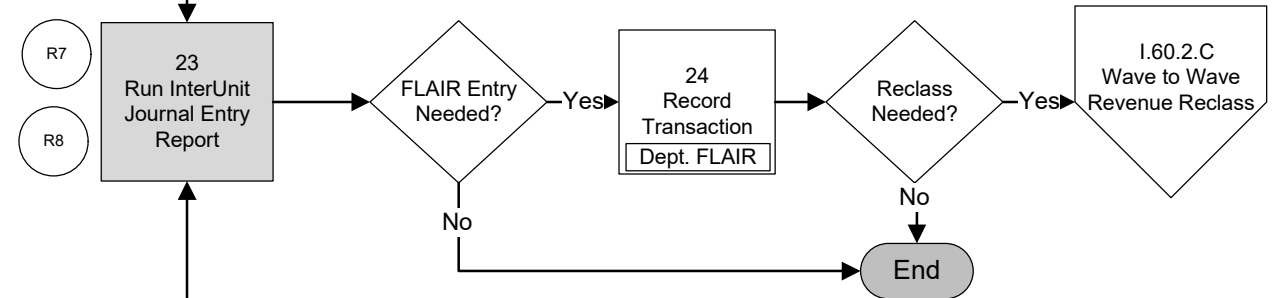 R7
R8
23
Run InterUnit
Journal Entry
Report
FLAIR Entry
Needed?
Yes
No
24
Record
Transaction
Dept. FLAIR
Reclass
Needed?
Yes
No
I.60.2.C
Wave to Wave
Revenue Reclass
End